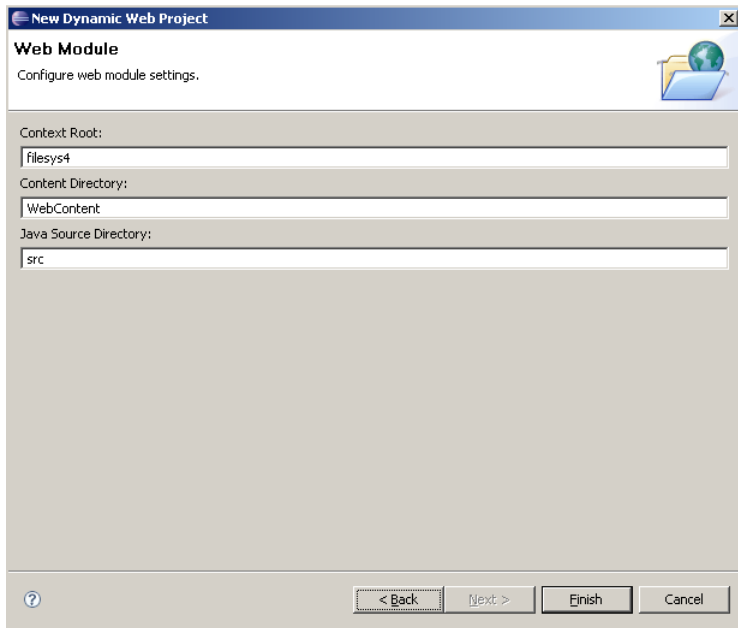 New Dynamic Web Project
Web Module
Configure web module settings.
Context Root:
filesys4
Content Directory:
WebContent
Java Source Directory:
src
?
< Back Next > Finish Cancel